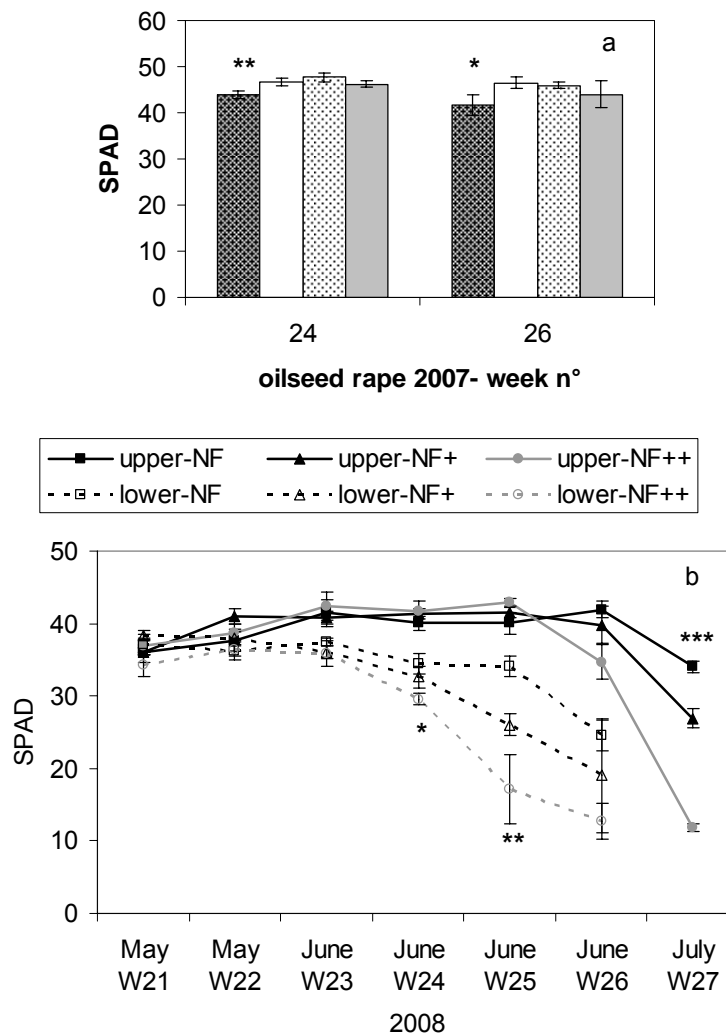 60
50
40
30
20
10
0
SPAD
**
*
a
24 26
oilseed rape 2007- week n°
upper-NF upper-NF+ upper-NF++
lower-NF lower-NF+ lower-NF++
50
40
30
20
10
0
SPAD
b
***
*
**
May May June June June June July
W21 W22 W23 W24 W25 W26 W27
2008